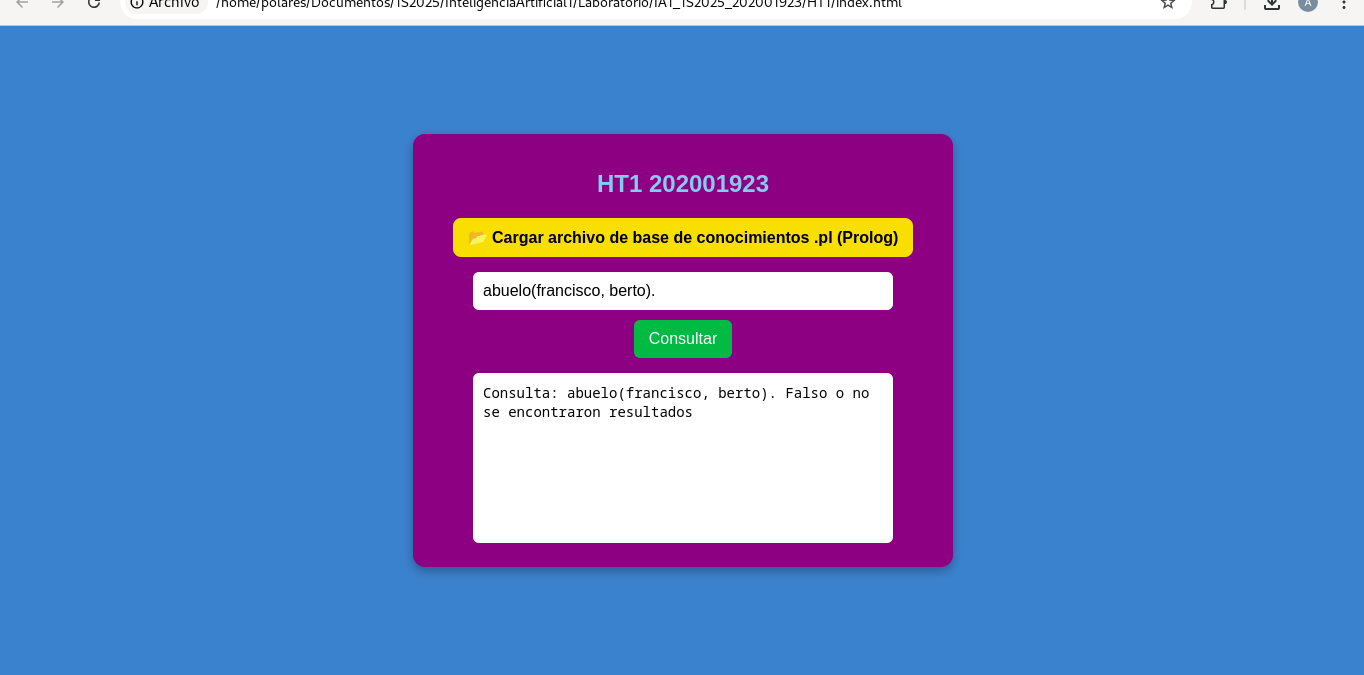 Archivo /home/polares/Documentos/1S2025/InteligenciaArtificial1/Laboratorio/IA1_1S2025_202001923/HT1/index.html
A
HT1 202001923
Cargar archivo de base de conocimientos .pl (Prolog)
abuelo(francisco, berto).
Consultar
Consulta: abuelo(francisco, berto). Falso o no
se encontraron resultados